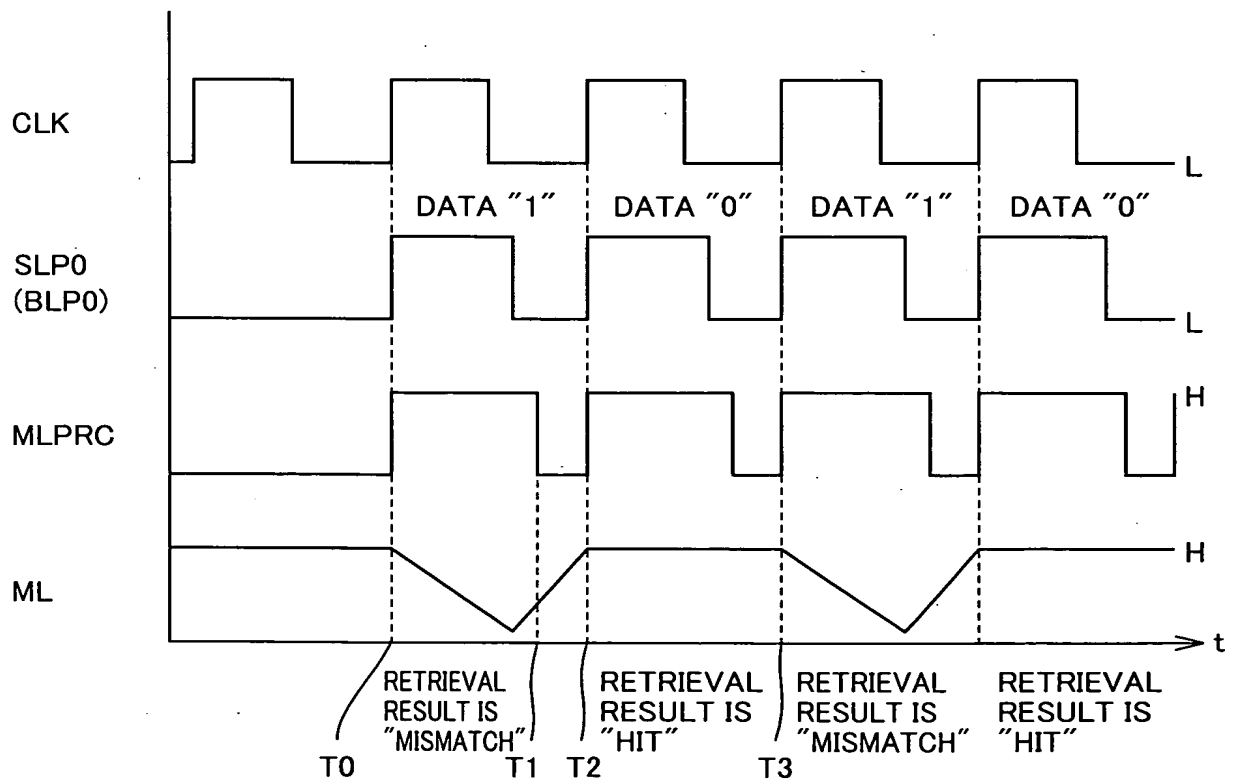 CLK
L
DATA "1"
DATA "0"
DATA "1"
DATA "0"
SLP0
(BLP0)
L
MLPRC
H
ML
H
t
RETRIEVAL
RESULT IS
"MISMATCH"
RETRIEVAL
RESULT IS
"HIT"
RETRIEVAL
RESULT IS
"MISMATCH"
RETRIEVAL
RESULT IS
"HIT"
T0
T1
T2
T3